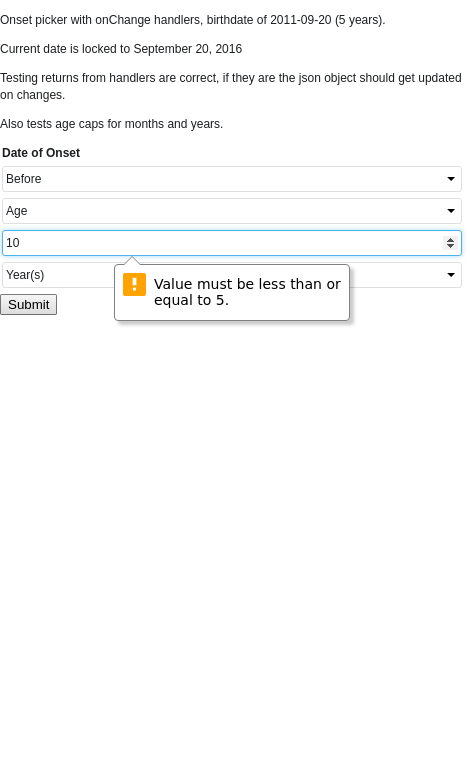 Onset picker with onChange handlers, birthdate of 2011-09-20 (5 years).
Current date is locked to September 20, 2016
Testing returns from handlers are correct, if they are the json object should get updated
on changes.
Also tests age caps for months and years.
Date of Onset
Before
Age
10
Year(s)
Value must be less than or
equal to 5.
Submit